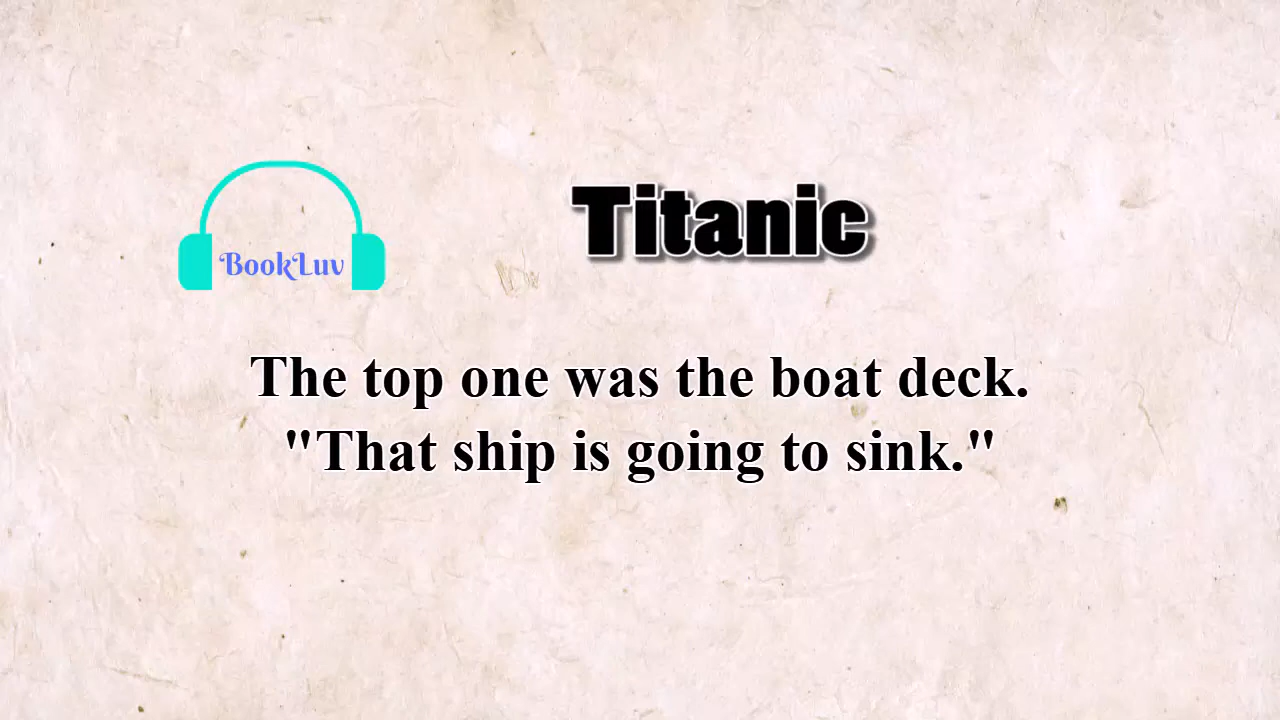 BookLuv
Titanic
The top one was the boat deck.
"That ship is going to sink."